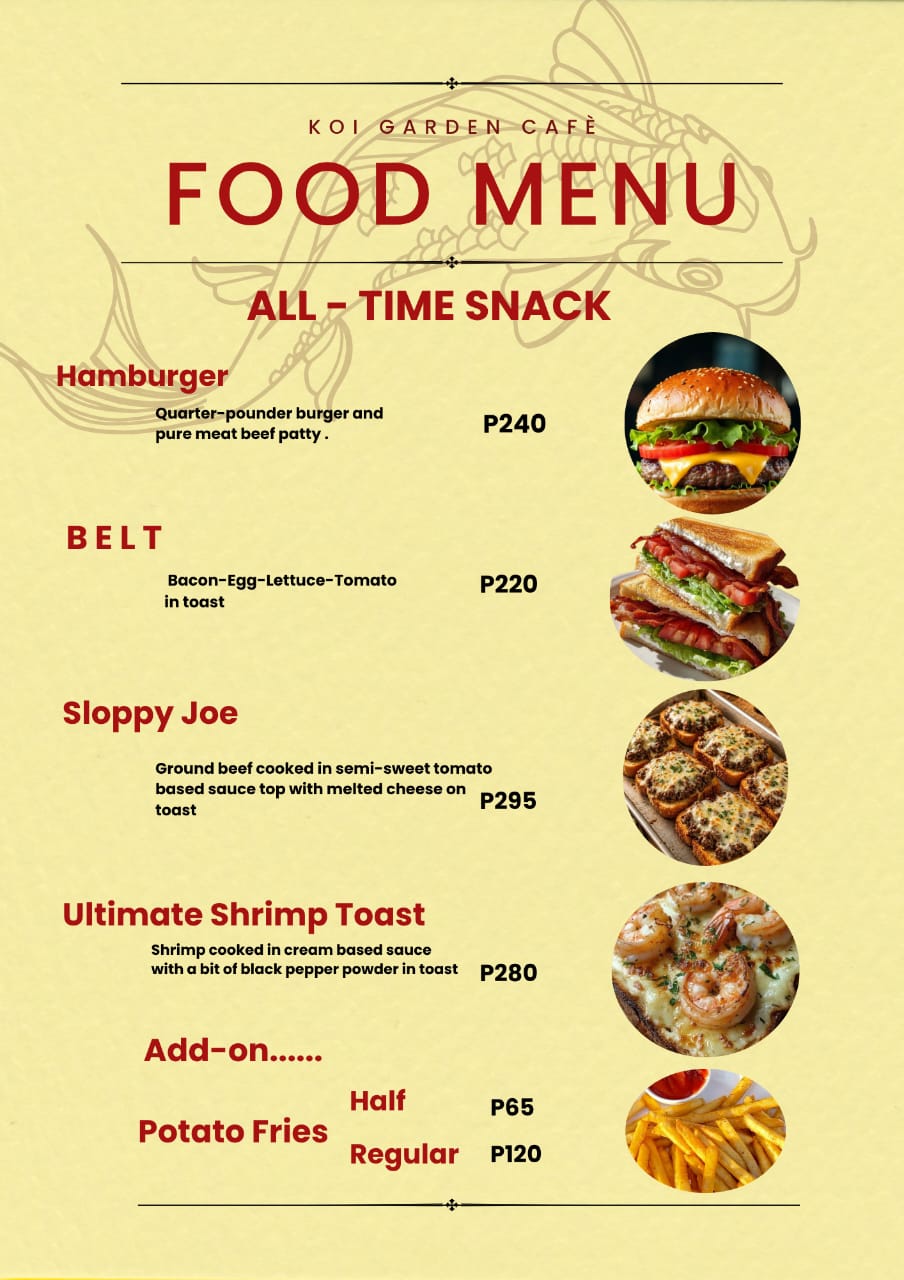 KOI GARDEN CAFÈ
FOOD MENU
ALL - TIME SNACK
Hamburger
Quarter-pounder burger and
pure meat beef patty .
P240
BELT
Bacon-Egg-Lettuce-Tomato
in toast
P220
Sloppy Joe
Ground beef cooked in semi-sweet tomato
based sauce top with melted cheese on
toast
P295
Ultimate Shrimp Toast
Shrimp cooked in cream based sauce
with a bit of black pepper powder in toast
P280
Add-on......
Potato Fries
Half P65
Regular P120